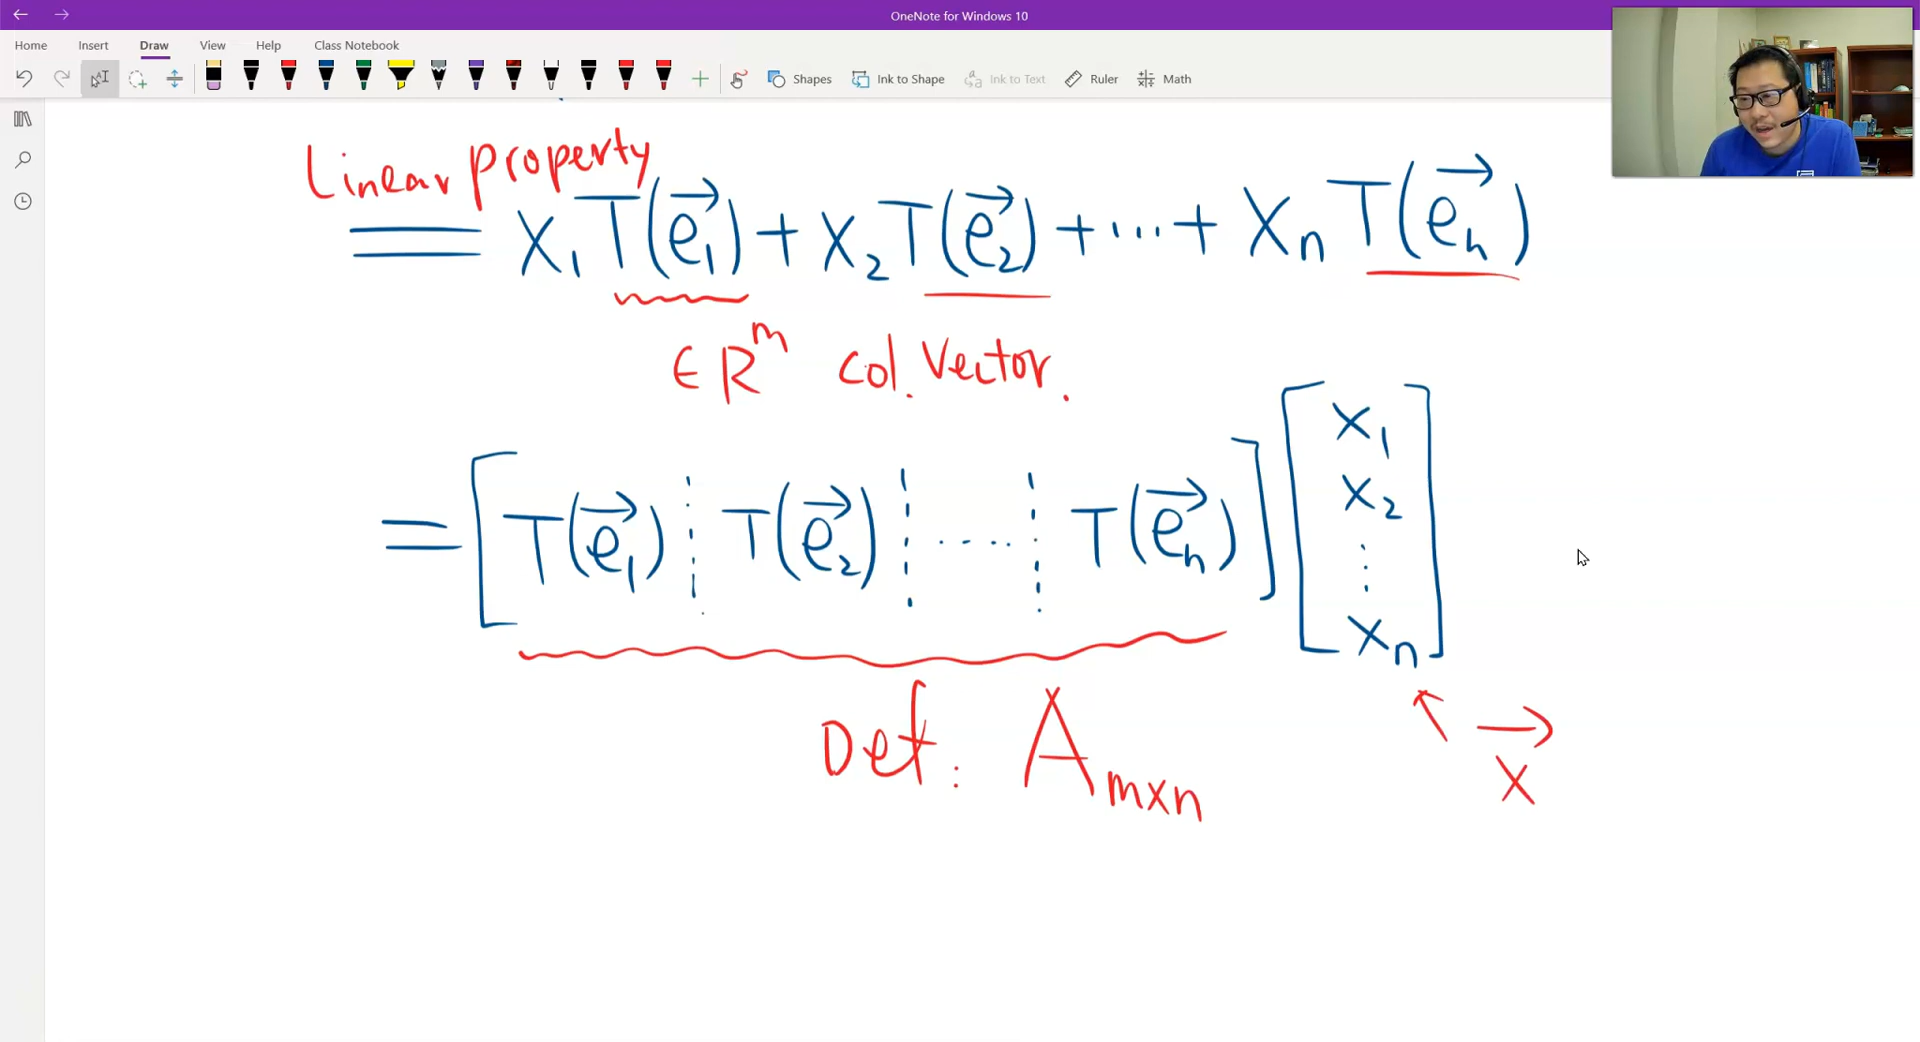 OneNote for Windows 10
Home Insert Draw View Help Class Notebook
Shapes Ink to Shape Ink to Text Ruler Math
Linear property
= x₁T(e⃗₁) + x₂T(e⃗₂) + ... + xₙT(e⃗ₙ)
∈ Rᵐ col. Vector.
= [T(e⃗₁) ⋮ T(e⃗₂) ⋮ ..... ⋮ T(e⃗ₙ)] [x₁ x₂ ⋮ xₙ]
Def: Aₘₓₙ ↖ x⃗